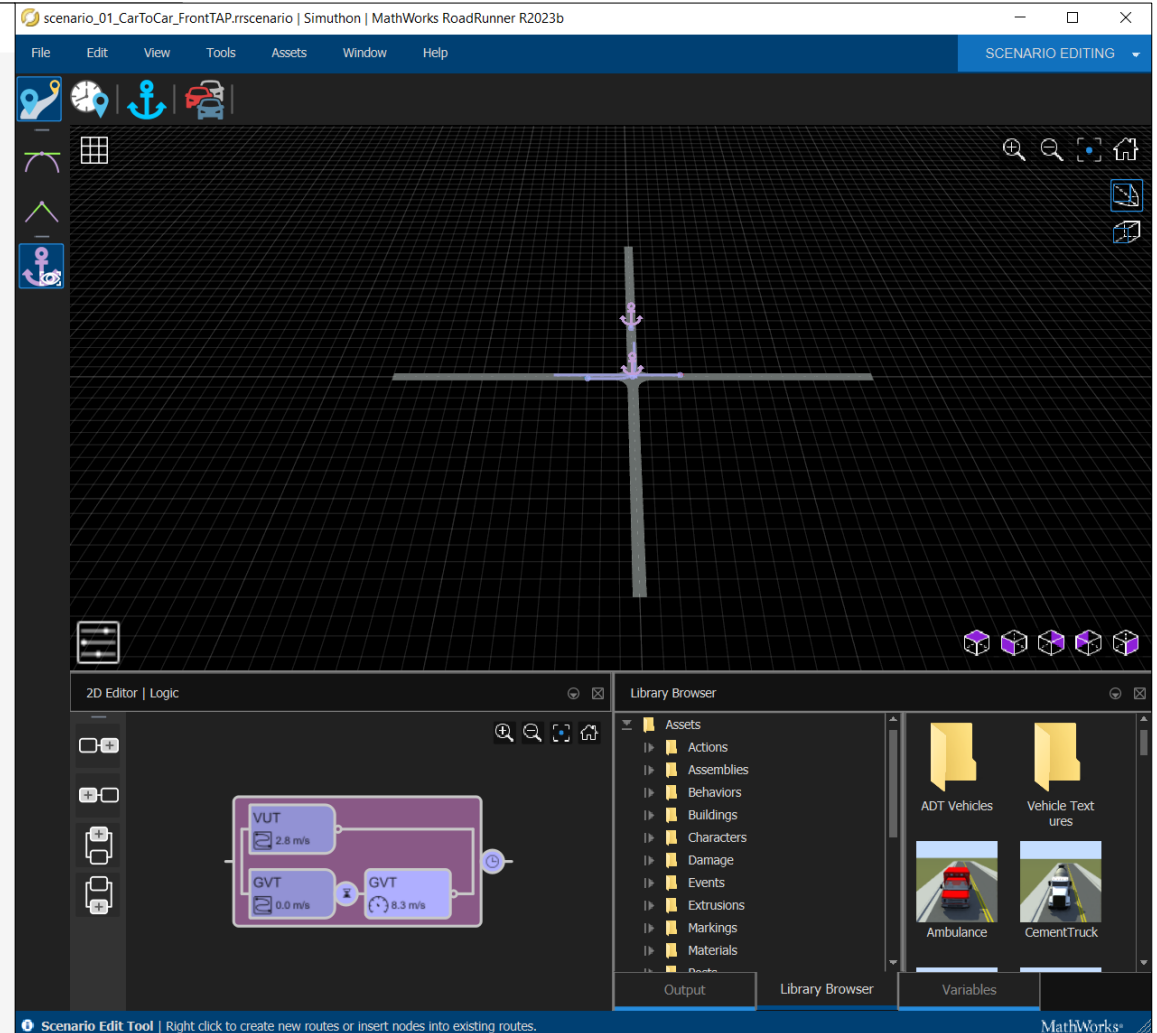 scenario_01_CarToCar_FrontTAP.rrscenario | Simuthon | MathWorks RoadRunner R2023b
File Edit View Tools Assets Window Help SCENARIO EDITING
2D Editor | Logic
VUT
2.8 m/s
GVT
0.0 m/s
GVT
8.3 m/s
Library Browser
Assets
Actions
Assemblies
Behaviors
Buildings
Characters
Damage
Events
Extrusions
Markings
Materials
ADT Vehicles
Vehicle Text
ures
Ambulance
CementTruck
Output Library Browser Variables
Scenario Edit Tool | Right click to create new routes or insert nodes into existing routes.
MathWorks